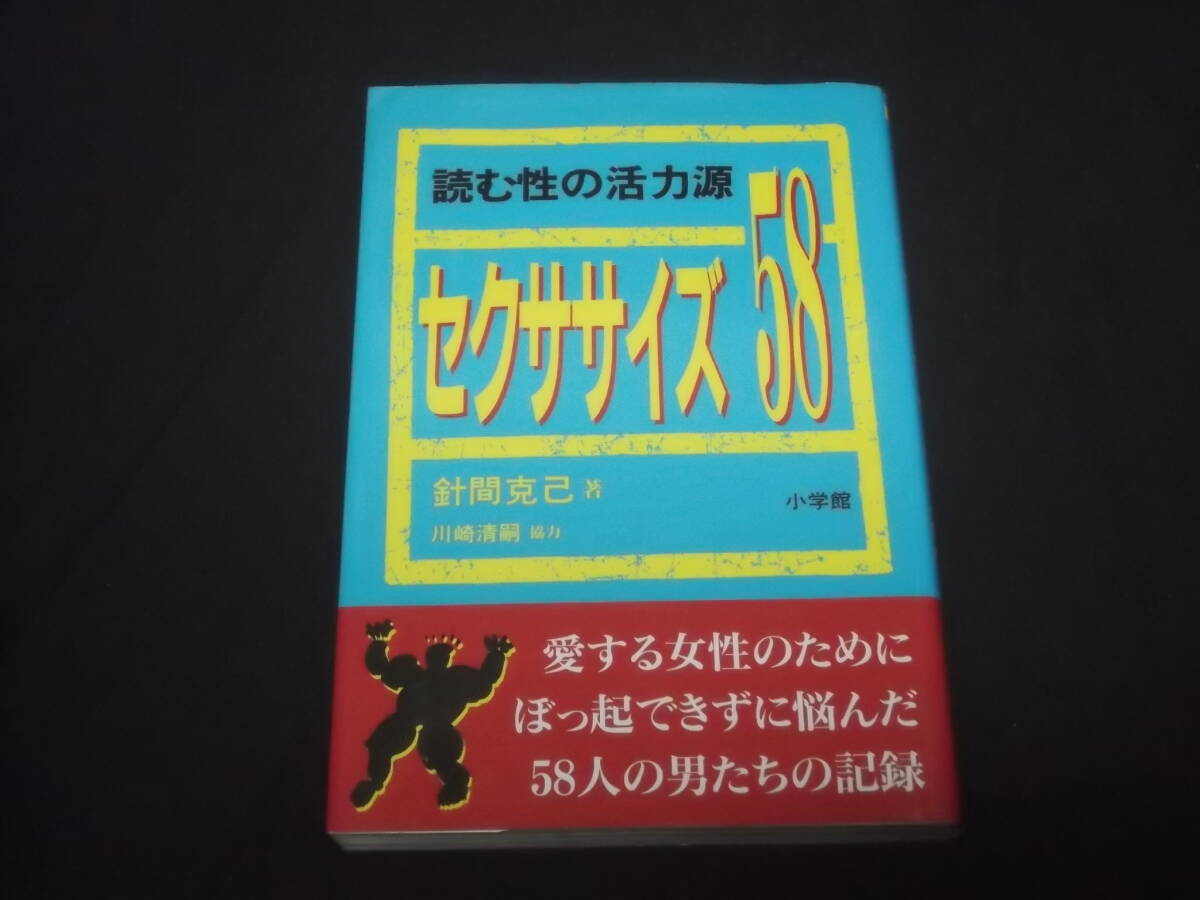 読む性の活力源
セクササイズ58
針間克己 著
川崎清嗣 協力
小学館
愛する女性のために
ぼっ起できずに悩んだ
58人の男たちの記録